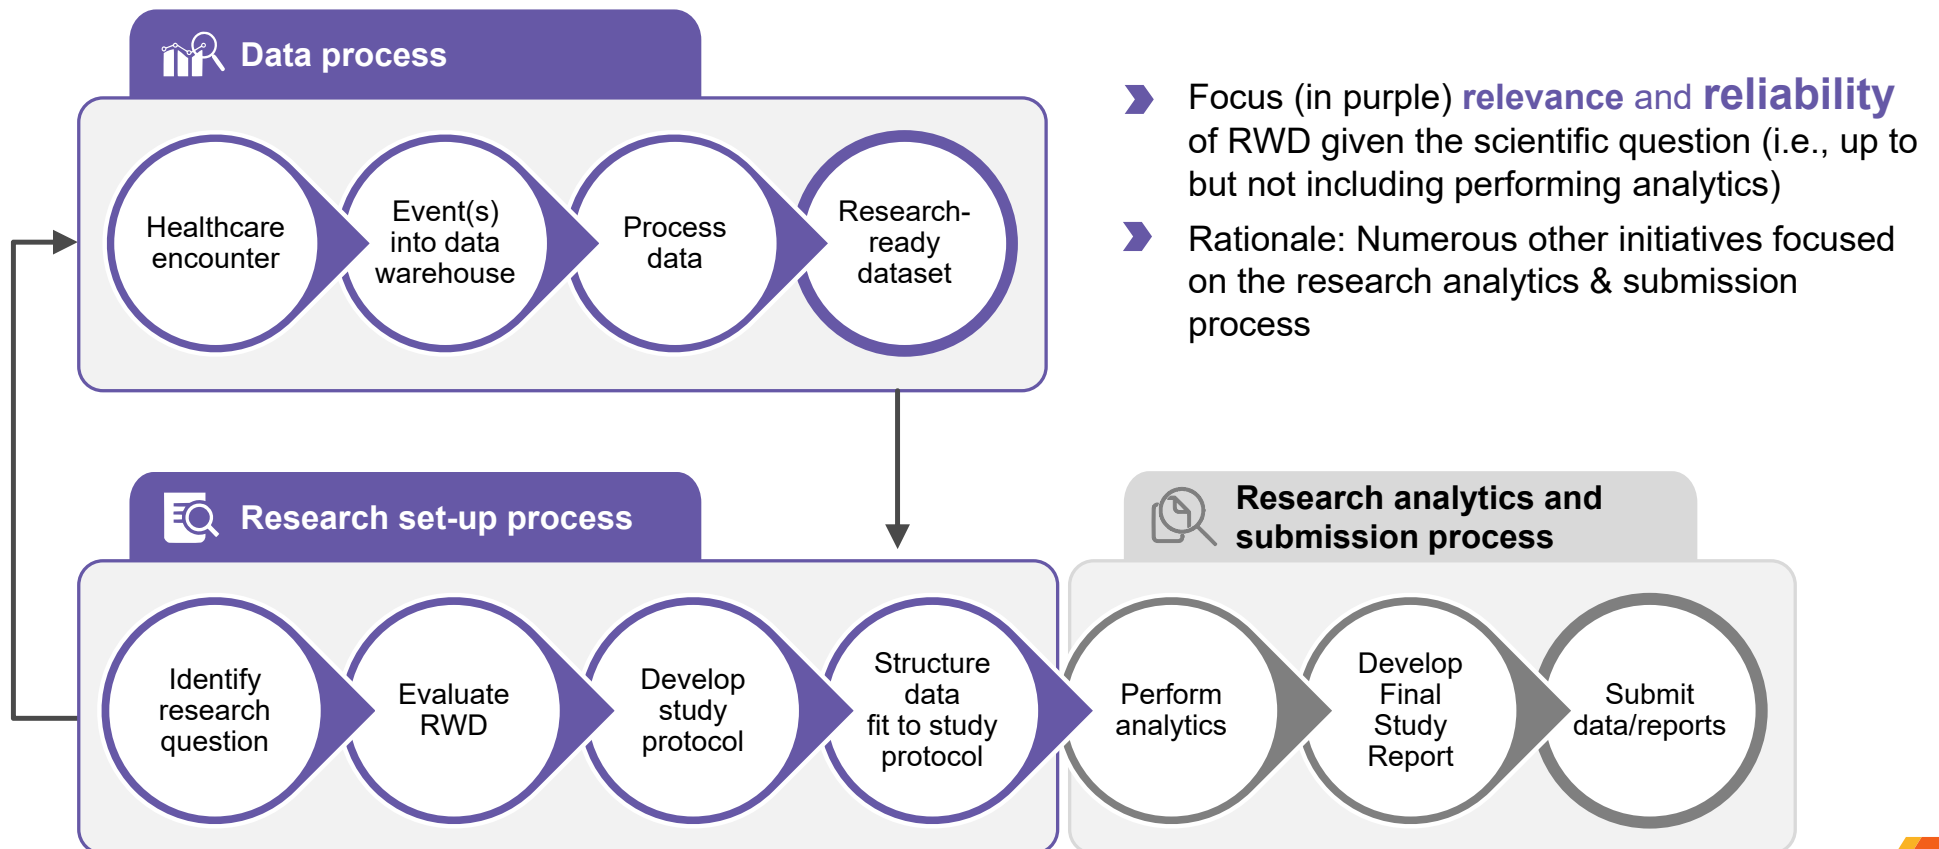 Data process
Healthcare
encounter
Event(s)
into data
warehouse
Process
data
Research-
ready
dataset
Focus (in purple) relevance and reliability
of RWD given the scientific question (i.e., up to
but not including performing analytics)
Rationale: Numerous other initiatives focused
on the research analytics & submission
process
Research set-up process
Identify
research
question
Evaluate
RWD
Develop
study
protocol
Structure
data
fit to study
protocol
Research analytics and
submission process
Perform
analytics
Develop
Final
Study
Report
Submit
data/reports